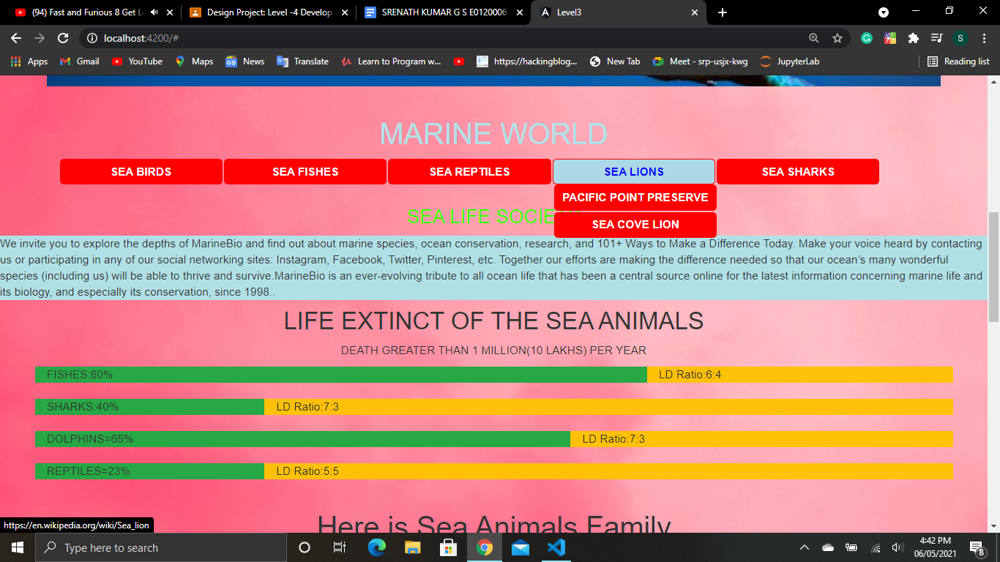 (94) Fast and Furious 8 Get L
Design Project: Level -4 Develop
SRENATH KUMAR G S E0120006
Level3
localhost:4200/#
S
Apps
Gmail
YouTube
Maps
News
Translate
Learn to Program w...
https://hackingblog...
New Tab
Meet - srp-usjx-kwg
JupyterLab
Reading list
MARINE WORLD
SEA BIRDS
SEA FISHES
SEA REPTILES
SEA LIONS
SEA SHARKS
PACIFIC POINT PRESERVE
SEA COVE LION
SEA LIFE SOCIE
We invite you to explore the depths of MarineBio and find out about marine species, ocean conservation, research, and 101+ Ways to Make a Difference Today. Make your voice heard by contacting
us or participating in any of our social networking sites: Instagram, Facebook, Twitter, Pinterest, etc. Together our efforts are making the difference needed so that our ocean’s many wonderful
species (including us) will be able to thrive and survive.MarineBio is an ever-evolving tribute to all ocean life that has been a central source online for the latest information concerning marine life and
its biology, and especially its conservation, since 1998..
LIFE EXTINCT OF THE SEA ANIMALS
DEATH GREATER THAN 1 MILLION(10 LAKHS) PER YEAR
FISHES:60%
LD Ratio:6:4
SHARKS:40%
LD Ratio:7:3
DOLPHINS=65%
LD Ratio:7:3
REPTILES=23%
LD Ratio:5:5
Here is Sea Animals Family
https://en.wikipedia.org/wiki/Sea_lion
Type here to search
4:42 PM
06/05/2021
8